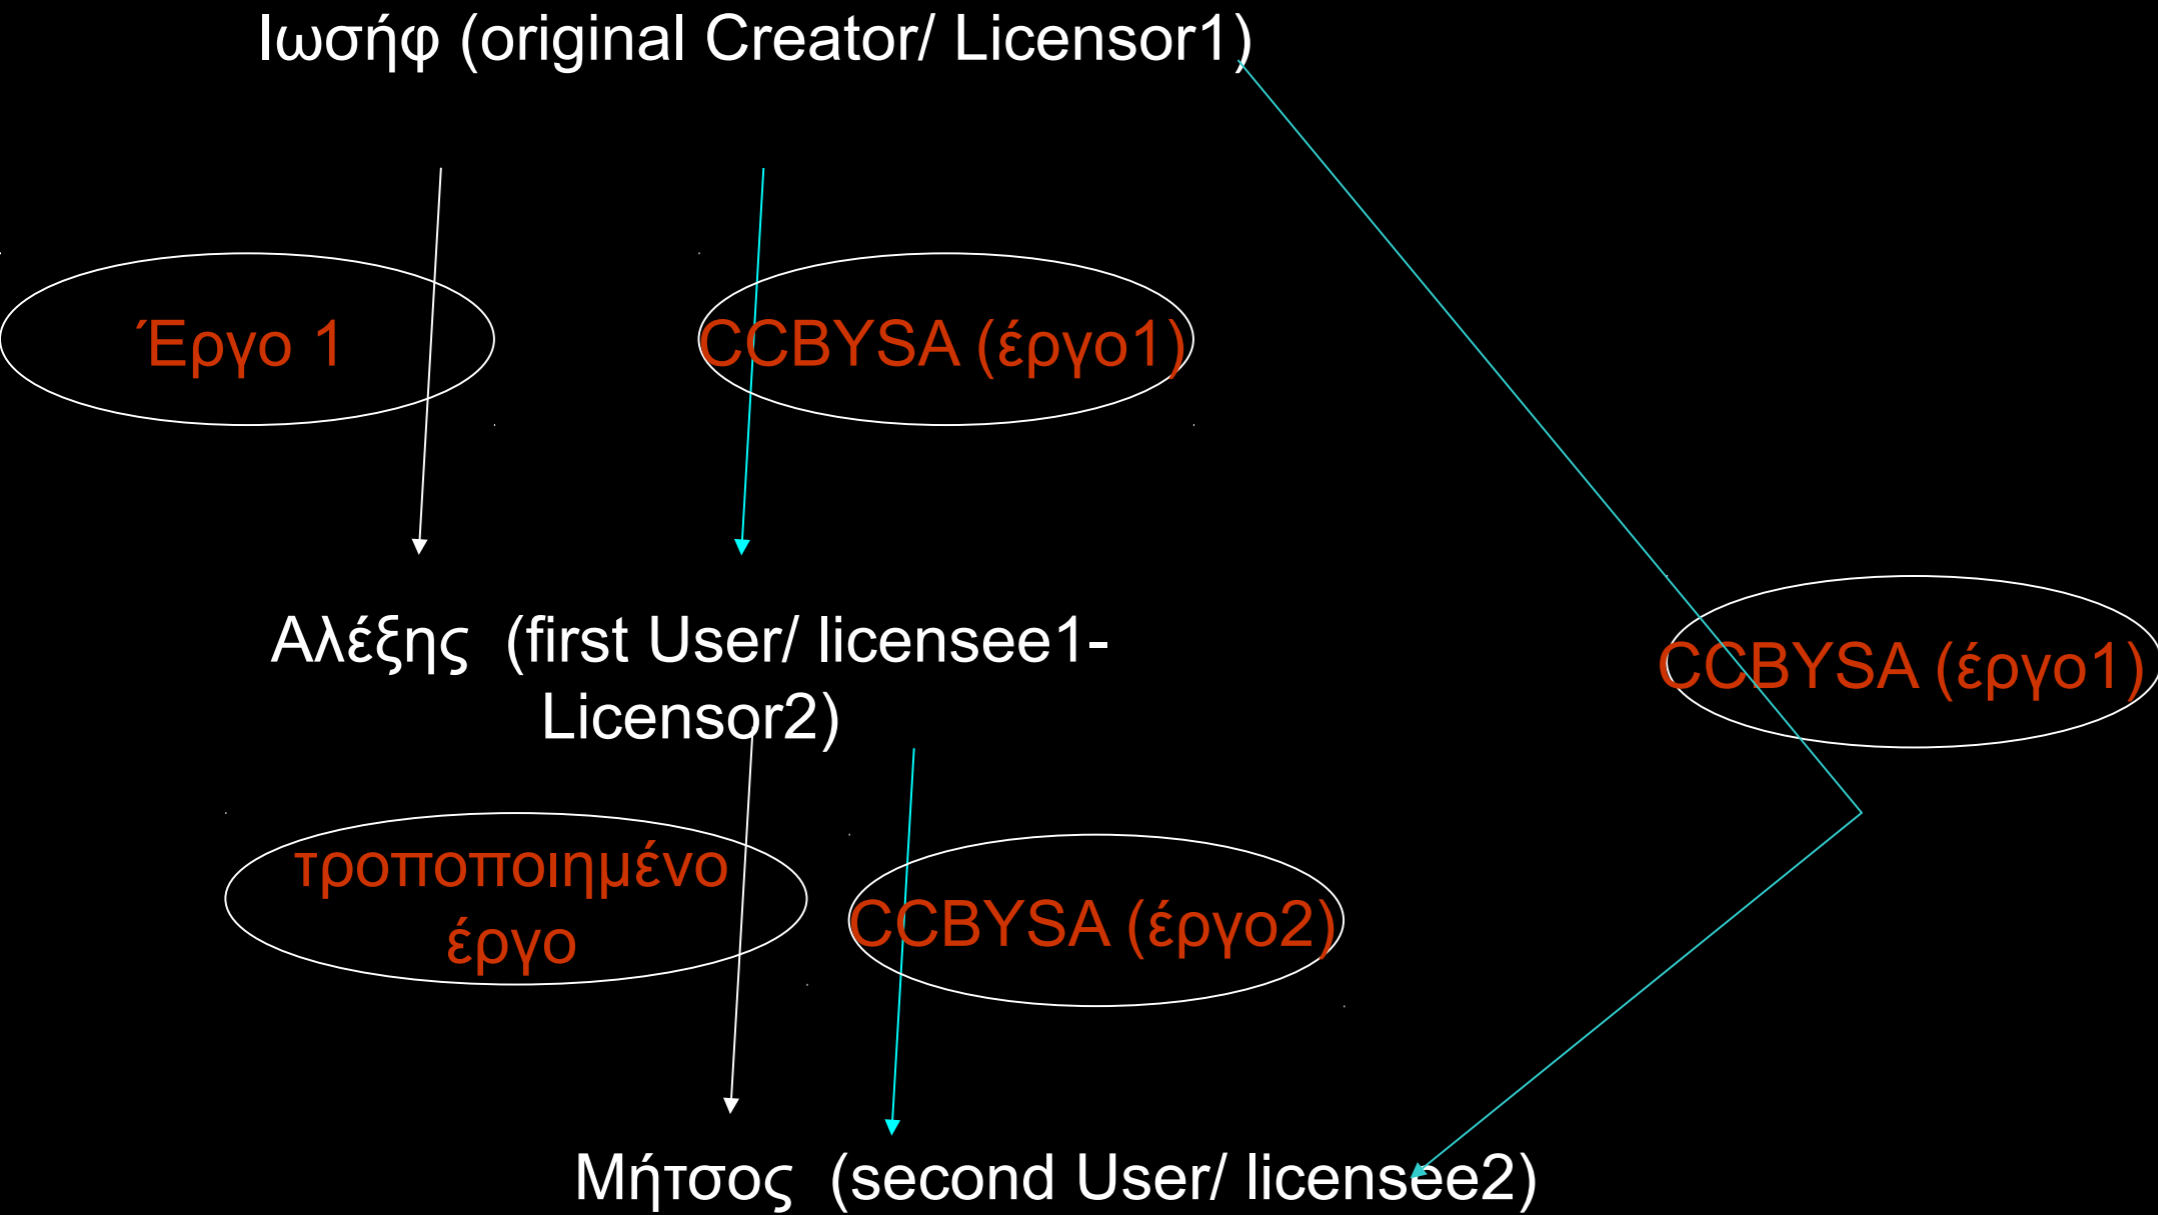 Ιωσήφ (original Creator/ Licensor1)
Έργο 1
CCBYSA (έργο1)
Αλέξης (first User/ licensee1-
Licensor2)
CCBYSA (έργο1)
τροποποιημένο
έργο
CCBYSA (έργο2)
Μήτσος (second User/ licensee2)